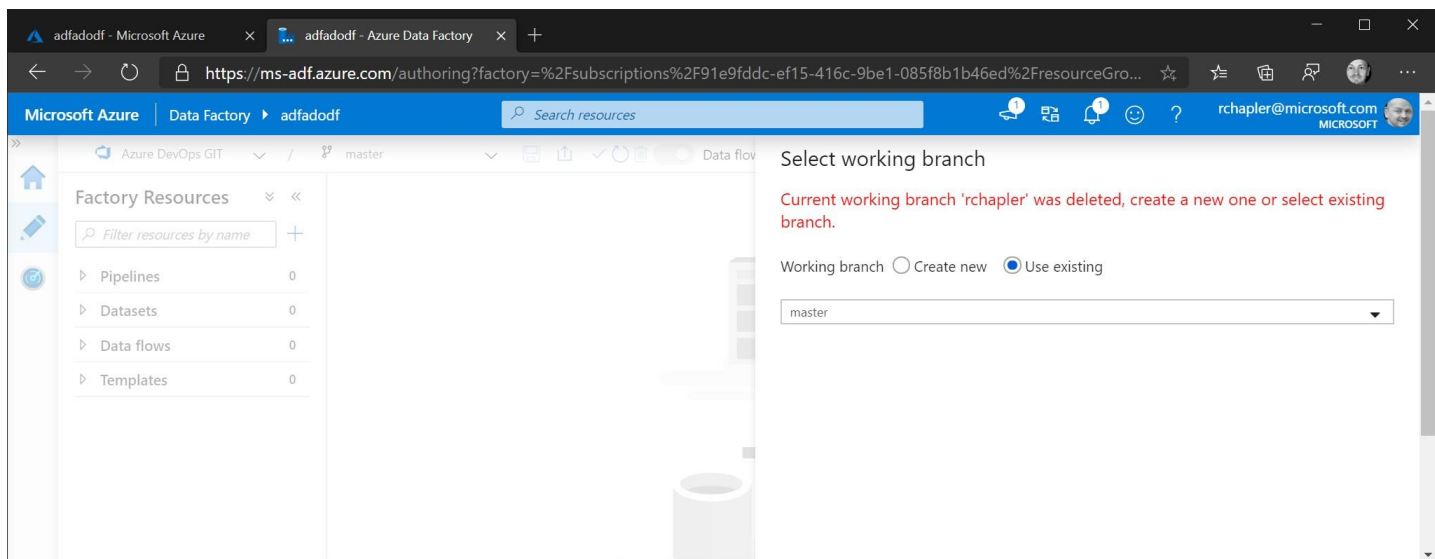 adfadodf - Microsoft Azure
adfadodf - Azure Data Factory
https://ms-adf.azure.com/authoring?factory=%2Fsubscriptions%2F91e9fddc-ef15-416c-9be1-085f8b1b46ed%2FresourceGro...
Microsoft Azure
Data Factory
adfadodf
Search resources
1
1
rchapler@microsoft.com
MICROSOFT
Azure DevOps GIT
/
master
Data flow
Factory Resources
Filter resources by name
Pipelines 0
Datasets 0
Data flows 0
Templates 0
Select working branch
Current working branch 'rchapler' was deleted, create a new one or select existing
branch.
Working branch Create new Use existing
master